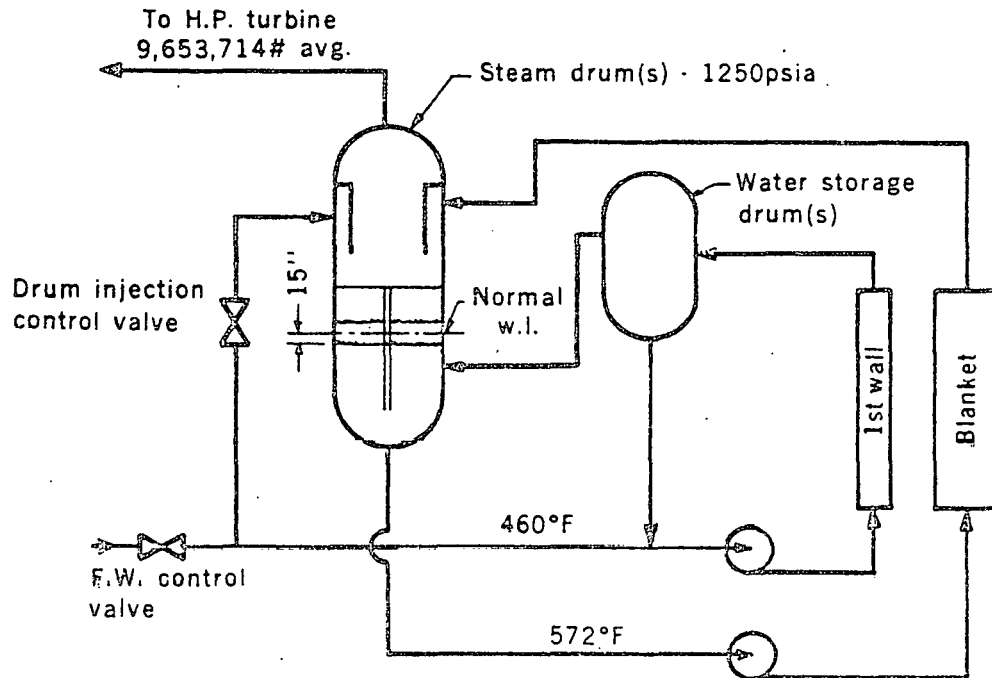 To H.P. turbine
9,653,714# avg.
Steam drum(s) - 1250psia
Water storage
drum(s)
15"
Drum injection
control valve
Normal
w.l.
1st wall
Blanket
460°F
F.W. control
valve
572°F